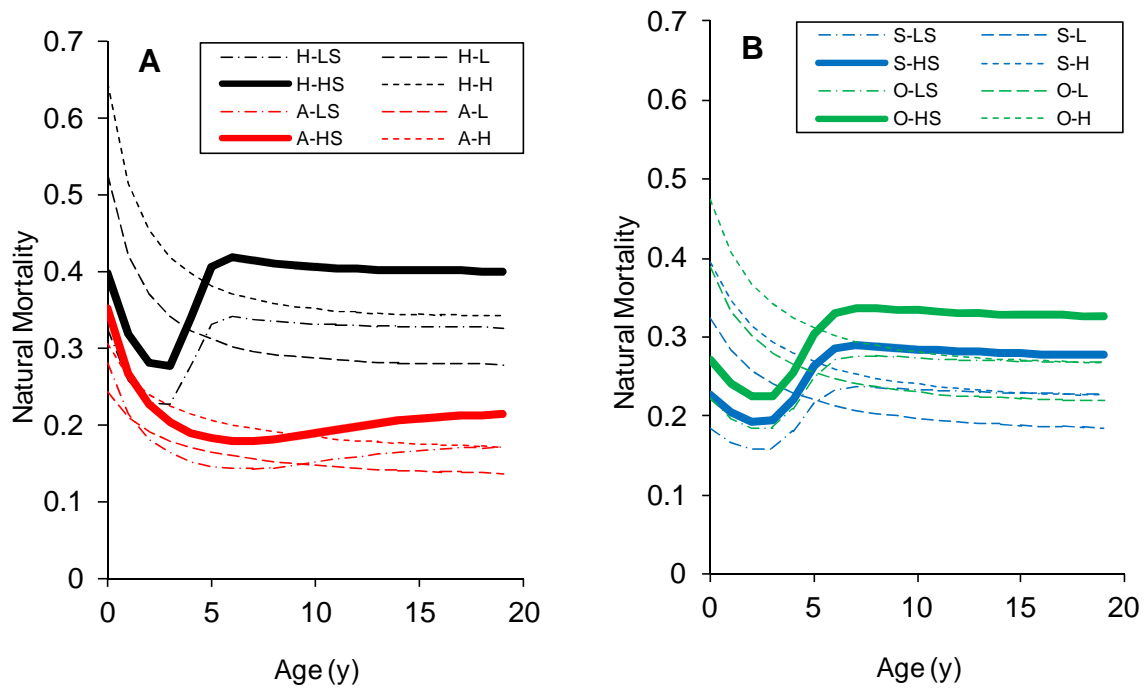 A
H-LS H-L
H-HS H-H
A-LS A-L
A-HS A-H
0.7
0.6
0.5
0.4
0.3
0.2
0.1
0
Natural Mortality
0 5 10 15 20
Age (y)
B
S-LS S-L
S-HS S-H
O-LS O-L
O-HS O-H
0.7
0.6
0.5
0.4
0.3
0.2
0.1
0
Natural Mortality
0 5 10 15 20
Age (y)